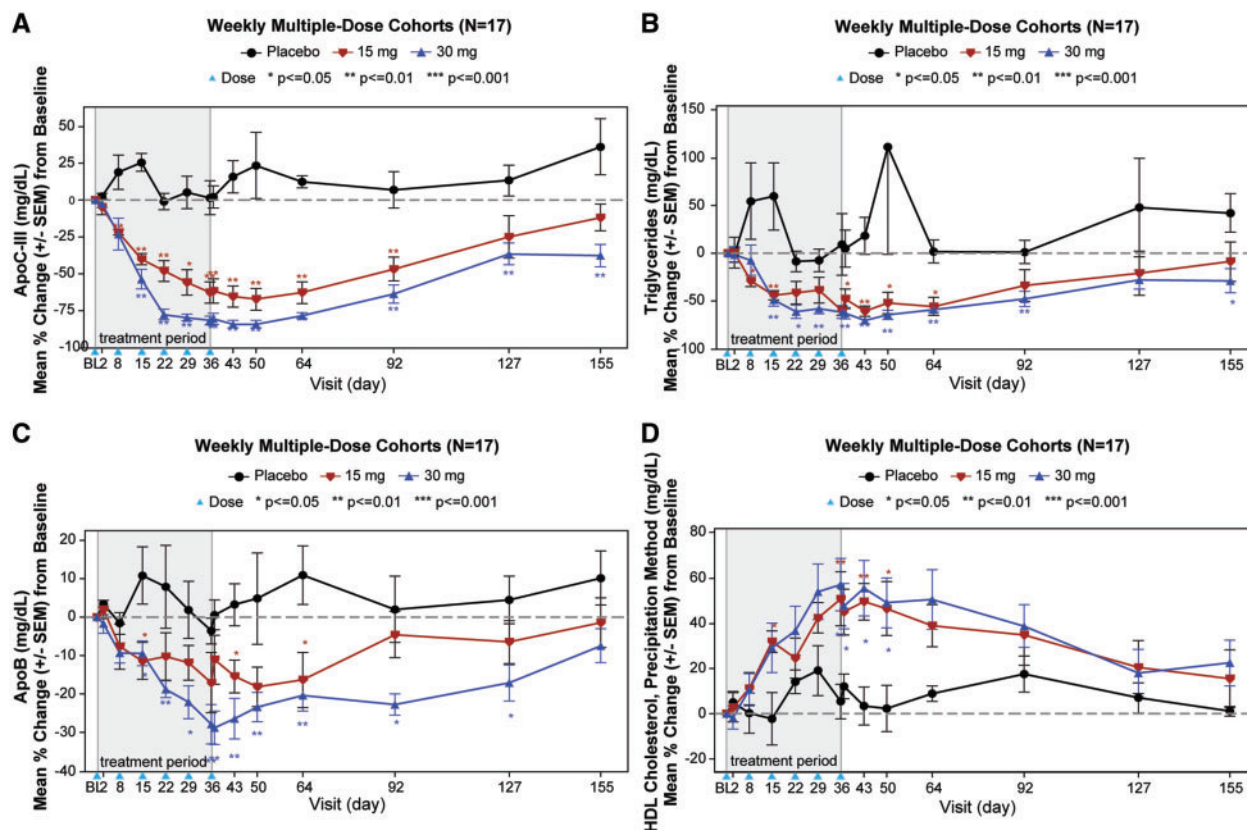 A
Weekly Multiple-Dose Cohorts (N=17)
Placebo 15 mg 30 mg
Dose * p<=0.05 ** p<=0.01 *** p<=0.001
ApoC-III (mg/dL)
Mean % Change (+/- SEM) from Baseline
50
25
0
-25
-50
-75
-100
treatment period
BL 2 8 15 22 29 36 43 50 64 92 127 155
Visit (day)
B
Weekly Multiple-Dose Cohorts (N=17)
Placebo 15 mg 30 mg
Dose * p<=0.05 ** p<=0.01 *** p<=0.001
Triglycerides (mg/dL)
Mean % Change (+/- SEM) from Baseline
150
100
50
0
-50
-100
treatment period
BL 2 8 15 22 29 36 43 50 64 92 127 155
Visit (day)
C
Weekly Multiple-Dose Cohorts (N=17)
Placebo 15 mg 30 mg
Dose * p<=0.05 ** p<=0.01 *** p<=0.001
ApoB (mg/dL)
Mean % Change (+/- SEM) from Baseline
20
10
0
-10
-20
-30
-40
treatment period
BL 2 8 15 22 29 36 43 50 64 92 127 155
Visit (day)
D
Weekly Multiple-Dose Cohorts (N=17)
Placebo 15 mg 30 mg
Dose * p<=0.05 ** p<=0.01 *** p<=0.001
HDL Cholesterol, Precipitation Method (mg/dL)
Mean % Change (+/- SEM) from Baseline
80
60
40
20
0
-20
treatment period
BL 2 8 15 22 29 36 43 50 64 92 127 155
Visit (day)